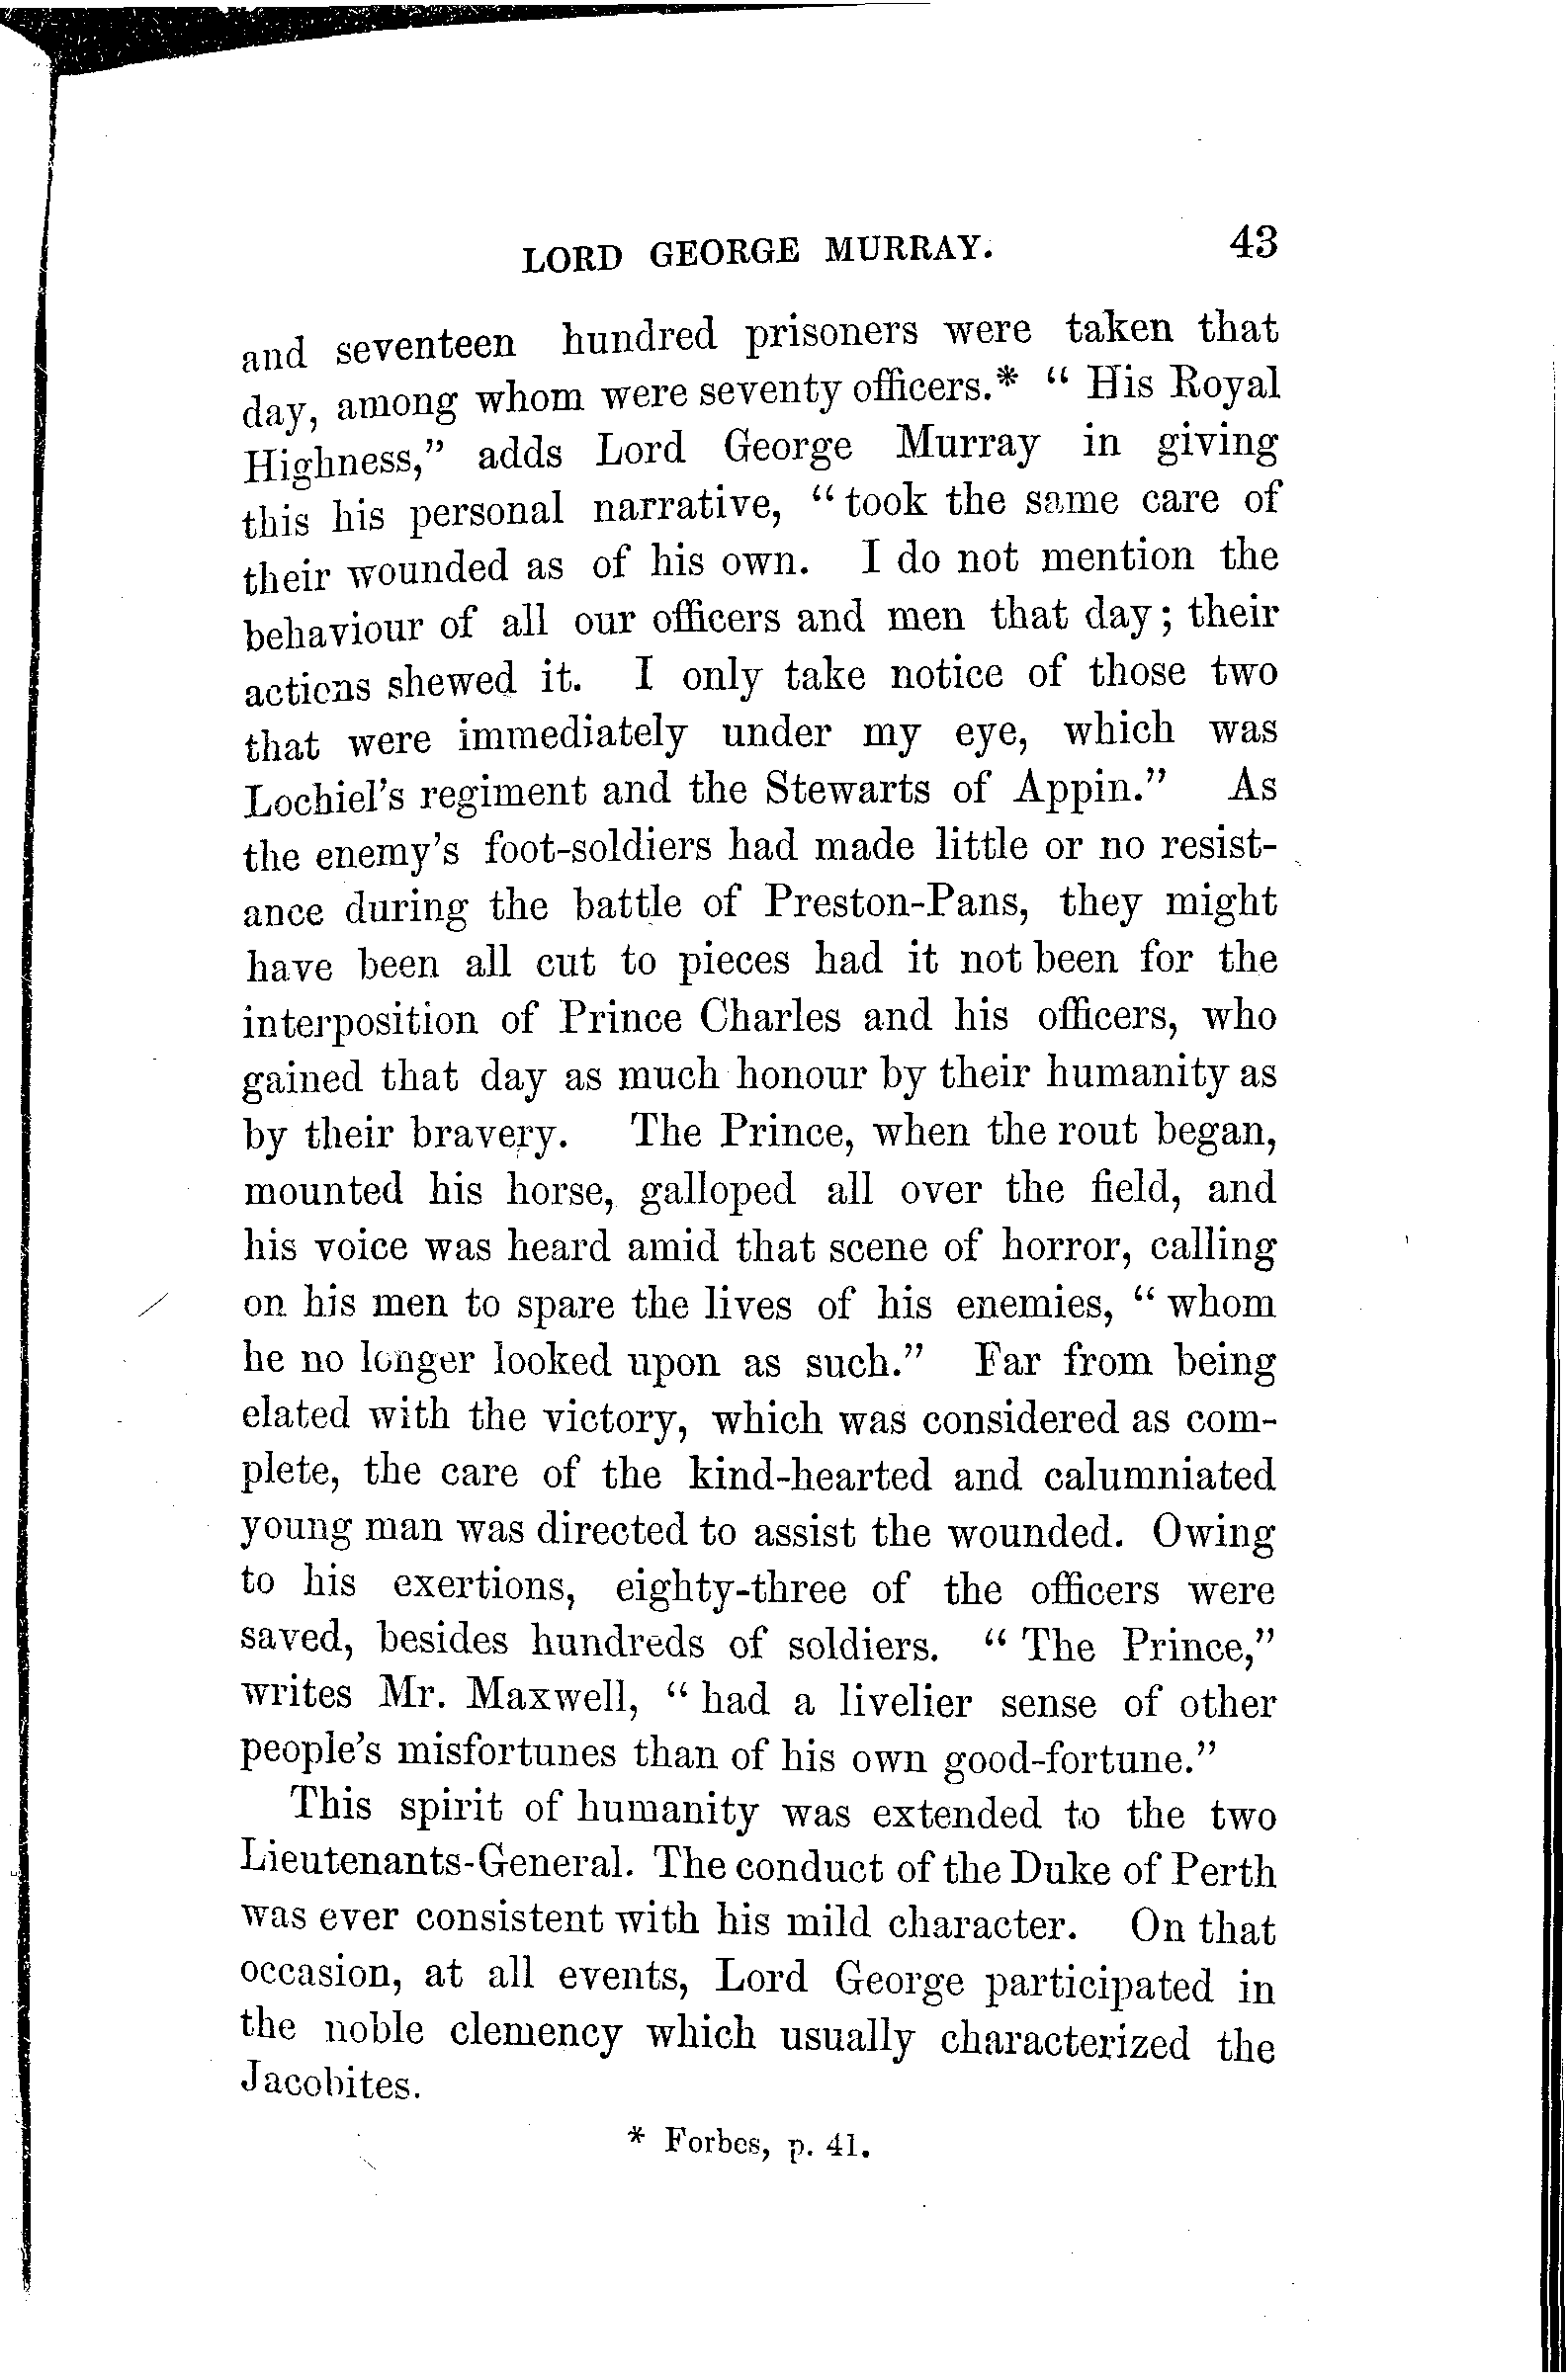 LORD GEORGE MURRAY. 43
and seventeen hundred prisoners were taken that
day, among whom were seventy officers.* “ His Royal
Highness,” adds Lord George Murray in giving
this his personal narrative, “ took the same care of
their wounded as of his own. I do not mention the
behaviour of all our officers and men that day; their
actions shewed it. I only take notice of those two
that were immediately under my eye, which was
Lochiel’s regiment and the Stewarts of Appin.” As
the enemy’s foot-soldiers had made little or no resist-
ance during the battle of Preston-Pans, they might
have been all cut to pieces had it not been for the
interposition of Prince Charles and his officers, who
gained that day as much honour by their humanity as
by their bravery. The Prince, when the rout began,
mounted his horse, galloped all over the field, and
his voice was heard amid that scene of horror, calling
on his men to spare the lives of his enemies, “ whom
he no longer looked upon as such.” Far from being
elated with the victory, which was considered as com-
plete, the care of the kind-hearted and calumniated
young man was directed to assist the wounded. Owing
to his exertions, eighty-three of the officers were
saved, besides hundreds of soldiers. “ The Prince,”
writes Mr. Maxwell, “ had a livelier sense of other
people’s misfortunes than of his own good-fortune.”
This spirit of humanity was extended to the two
Lieutenants-General. The conduct of the Duke of Perth
was ever consistent with his mild character. On that
occasion, at all events, Lord George participated in
the noble clemency which usually characterized the
Jacobites.
* Forbes, p. 41.